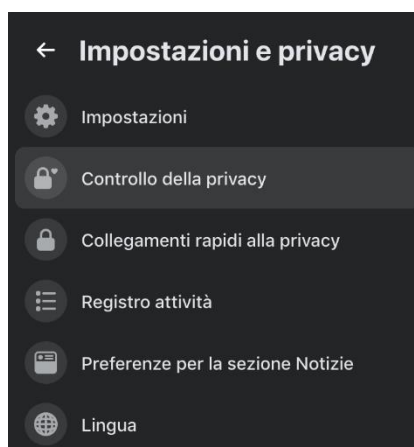 Impostazioni e privacy
Impostazioni
Controllo della privacy
Collegamenti rapidi alla privacy
Registro attività
Preferenze per la sezione Notizie
Lingua